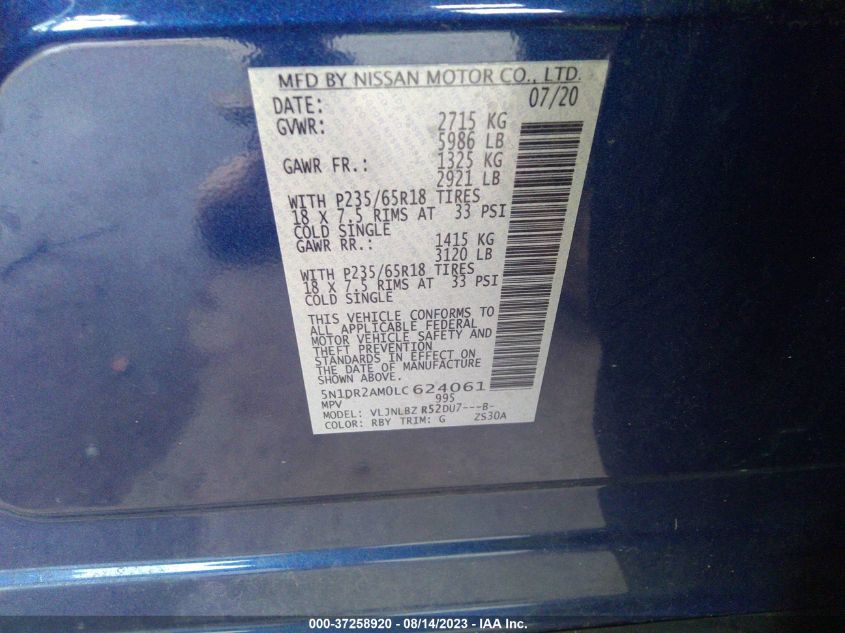 MFD BY NISSAN MOTOR CO., LTD.
DATE: 07/20
GVWR: 2715 KG
5986 LB
GAWR FR.: 1325 KG
2921 LB
WITH P235/65R18 TIRES
18 X 7.5 RIMS AT 33 PSI
COLD SINGLE
GAWR RR.: 1415 KG
3120 LB
WITH P235/65R18 TIRES
18 X 7.5 RIMS AT 33 PSI
COLD SINGLE
THIS VEHICLE CONFORMS TO
ALL APPLICABLE FEDERAL
MOTOR VEHICLE SAFETY AND
THEFT PREVENTION
STANDARDS IN EFFECT ON
THE DATE OF MANUFACTURE
SHOWN ABOVE.
5N1DR2AM0LC624061
MPV 995
MODEL: VLJNLBZ R52DU7---B-
COLOR: RBY TRIM: G ZS30A
000-37258920 - 08/14/2023 - IAA Inc.